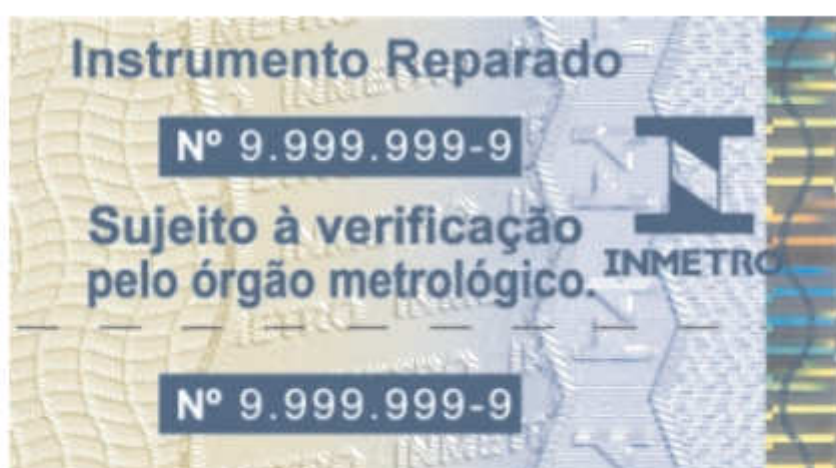 Instrumento Reparado
Nº 9.999.999-9
Sujeito à verificação
pelo órgão metrológico.
INMETRO
Nº 9.999.999-9